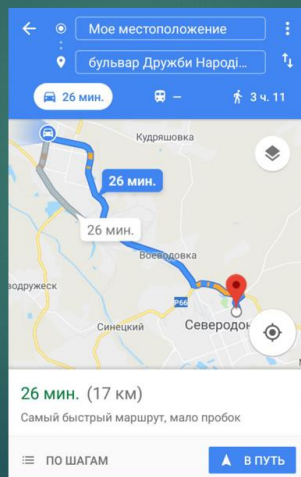 Мое местоположение
бульвар Дружби Народі...
26 мин.
—
3 ч. 11
Кудряшовка
26 мин.
26 мин.
Воеводовка
водружеск
P66
Синецкий
Северодон
26 мин. (17 км)
Самый быстрый маршрут, мало пробок
ПО ШАГАМ
В ПУТЬ